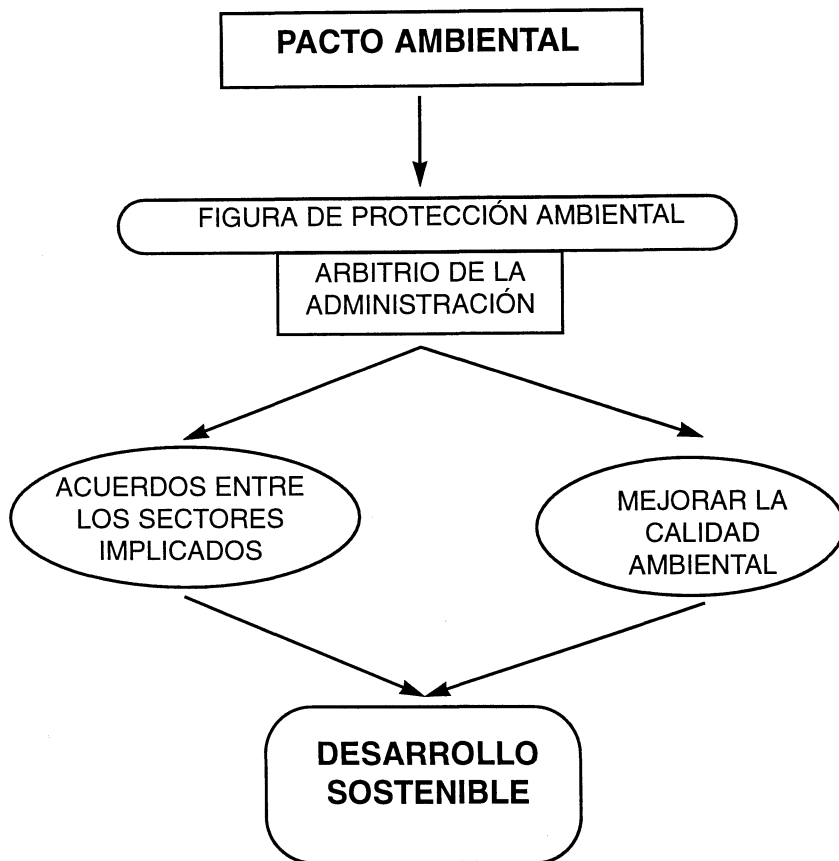 PACTO AMBIENTAL
FIGURA DE PROTECCIÓN AMBIENTAL
ARBITRIO DE LA
ADMINISTRACIÓN
ACUERDOS ENTRE
LOS SECTORES
IMPLICADOS
MEJORAR LA
CALIDAD
AMBIENTAL
DESARROLLO
SOSTENIBLE